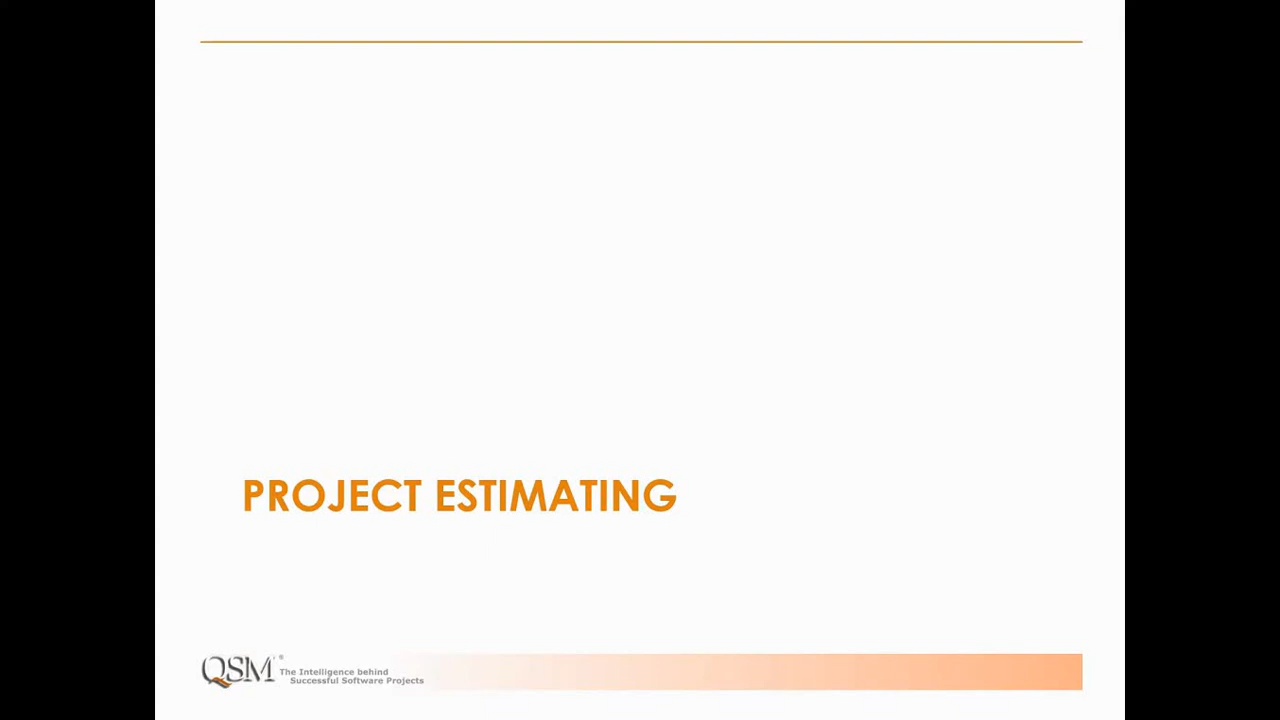 PROJECT ESTIMATING
QSM®
The Intelligence behind
Successful Software Projects